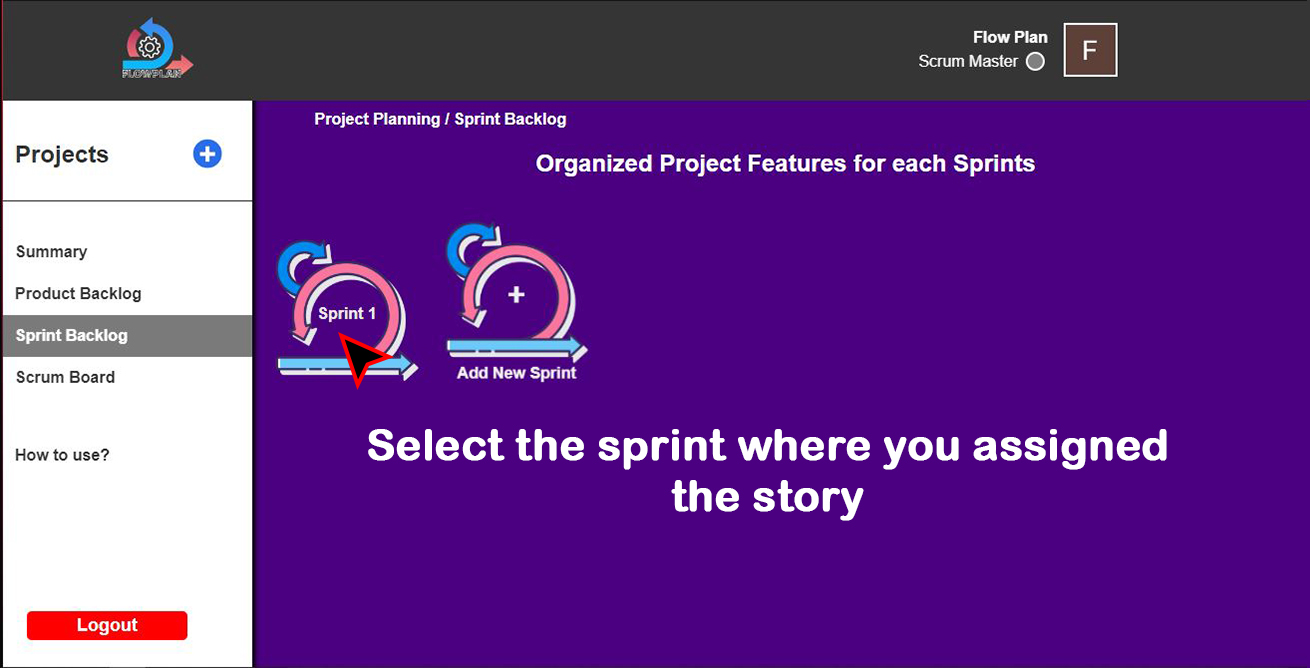 FLOWPLAN
Flow Plan
Scrum Master
F
Projects
Summary
Product Backlog
Sprint Backlog
Scrum Board
How to use?
Logout
Project Planning / Sprint Backlog
Organized Project Features for each Sprints
Sprint 1
+
Add New Sprint
Select the sprint where you assigned
the story